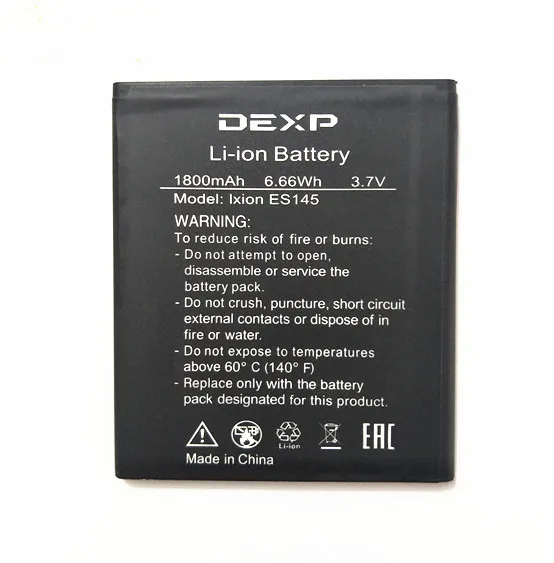 DEXP
Li-ion Battery
1800mAh 6.66Wh 3.7V
Model: Ixion ES145
WARNING:
To reduce risk of fire or burns:
- Do not attempt to open,
disassemble or service the
battery pack.
- Do not crush, puncture, short circuit
external contacts or dispose of in
fire or water.
- Do not expose to temperatures
above 60° C (140° F)
- Replace only with the battery
pack designated for this product.
Li-ion
EAC
Made in China